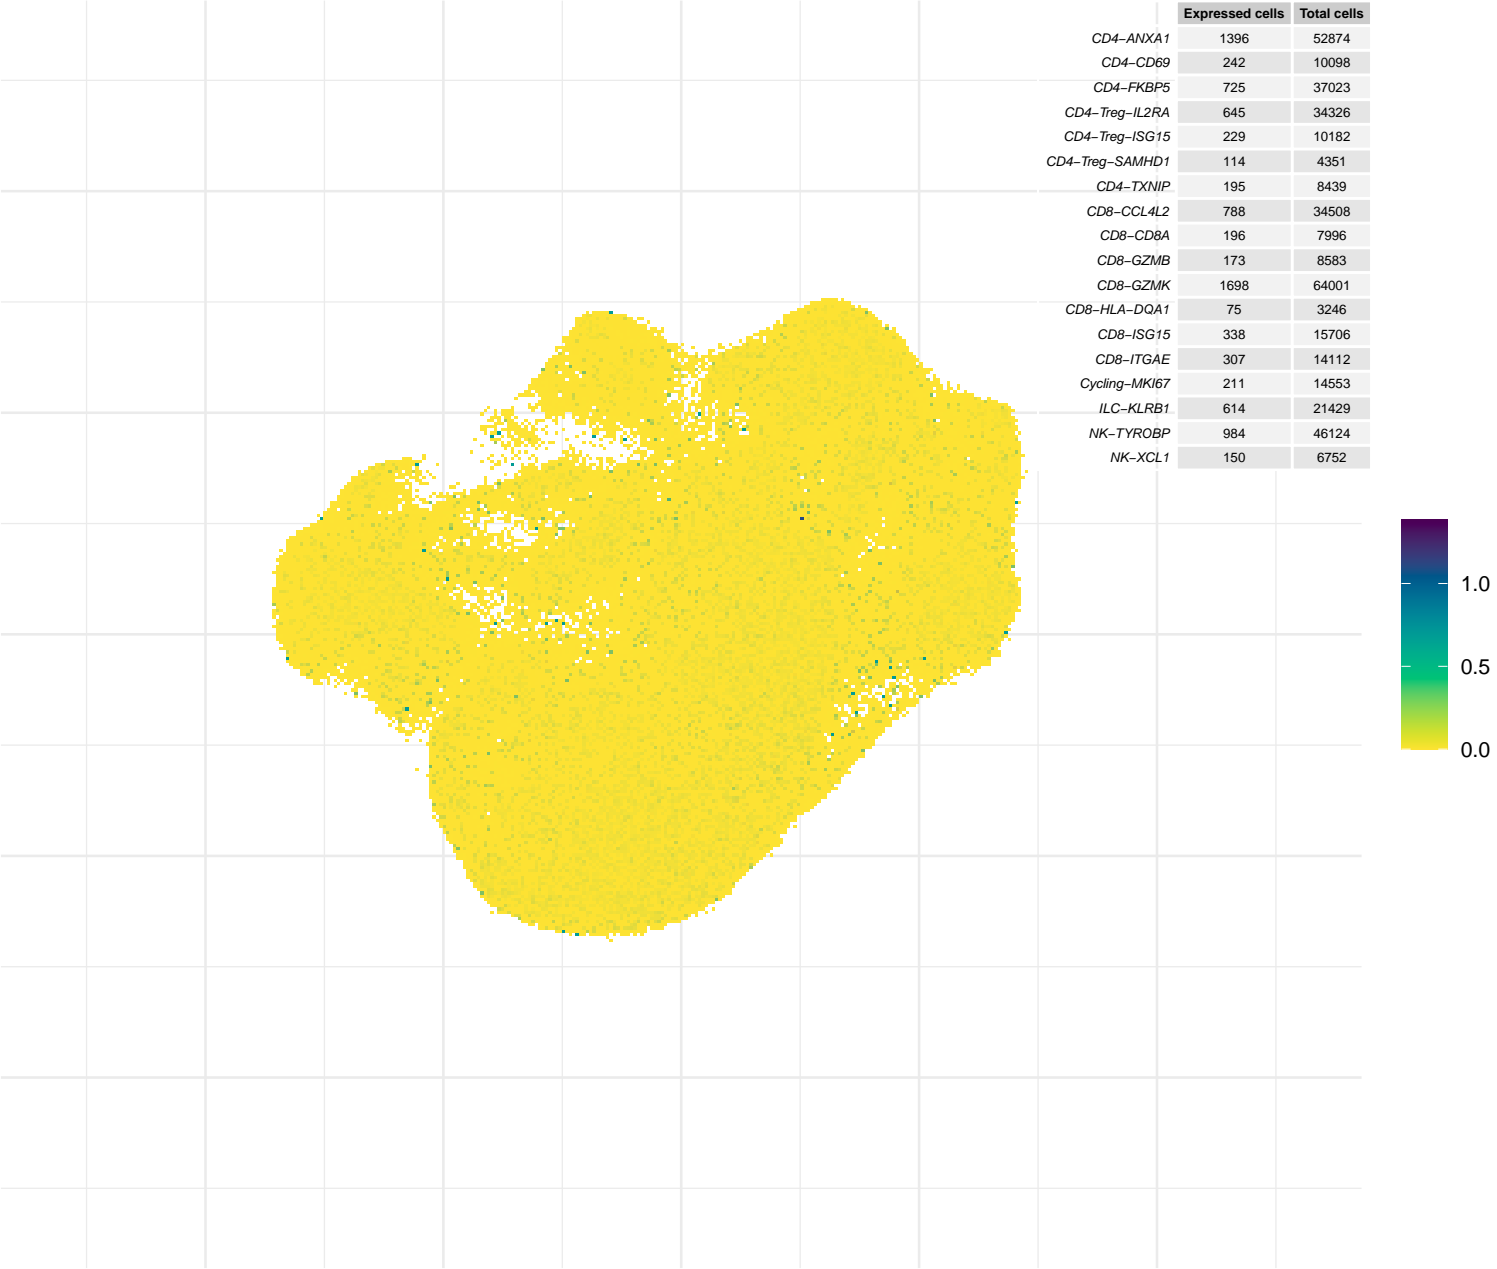 Expressed cells Total cells
CD4−ANXA1 1396 52874
CD4−CD69 242 10098
CD4−FKBP5 725 37023
CD4−Treg−IL2RA 645 34326
CD4−Treg−ISG15 229 10182
CD4−Treg−SAMHD1 114 4351
CD4−TXNIP 195 8439
CD8−CCL4L2 788 34508
CD8−CD8A 196 7996
CD8−GZMB 173 8583
CD8−GZMK 1698 64001
CD8−HLA−DQA1 75 3246
CD8−ISG15 338 15706
CD8−ITGAE 307 14112
Cycling−MKI67 211 14553
ILC−KLRB1 614 21429
NK−TYROBP 984 46124
NK−XCL1 150 6752
1.0
0.5
0.0